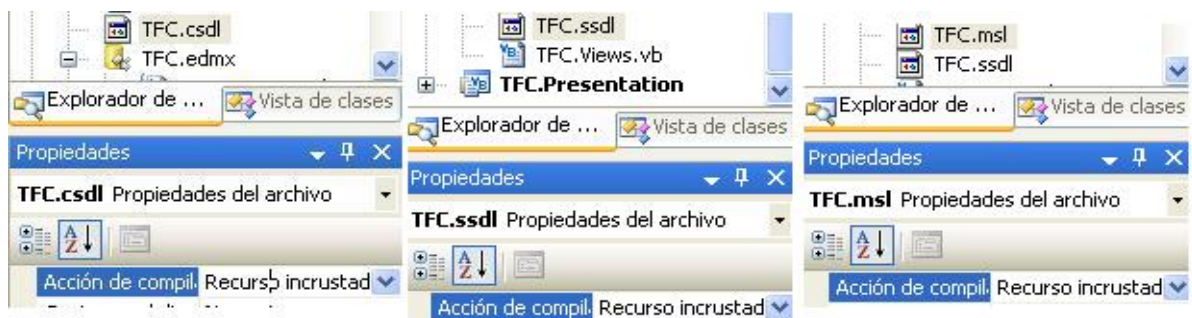 TFC.csdl
TFC.edmx
Explorador de ... Vista de clases
Propiedades
TFC.csdl Propiedades del archivo
Acción de compil. Recurso incrustad
TFC.ssdl
TFC.Views.vb
TFC.Presentation
Explorador de ... Vista de clases
Propiedades
TFC.ssdl Propiedades del archivo
Acción de compil. Recurso incrustad
TFC.msl
TFC.ssdl
Explorador de ... Vista de clases
Propiedades
TFC.msl Propiedades del archivo
Acción de compil. Recurso incrustad